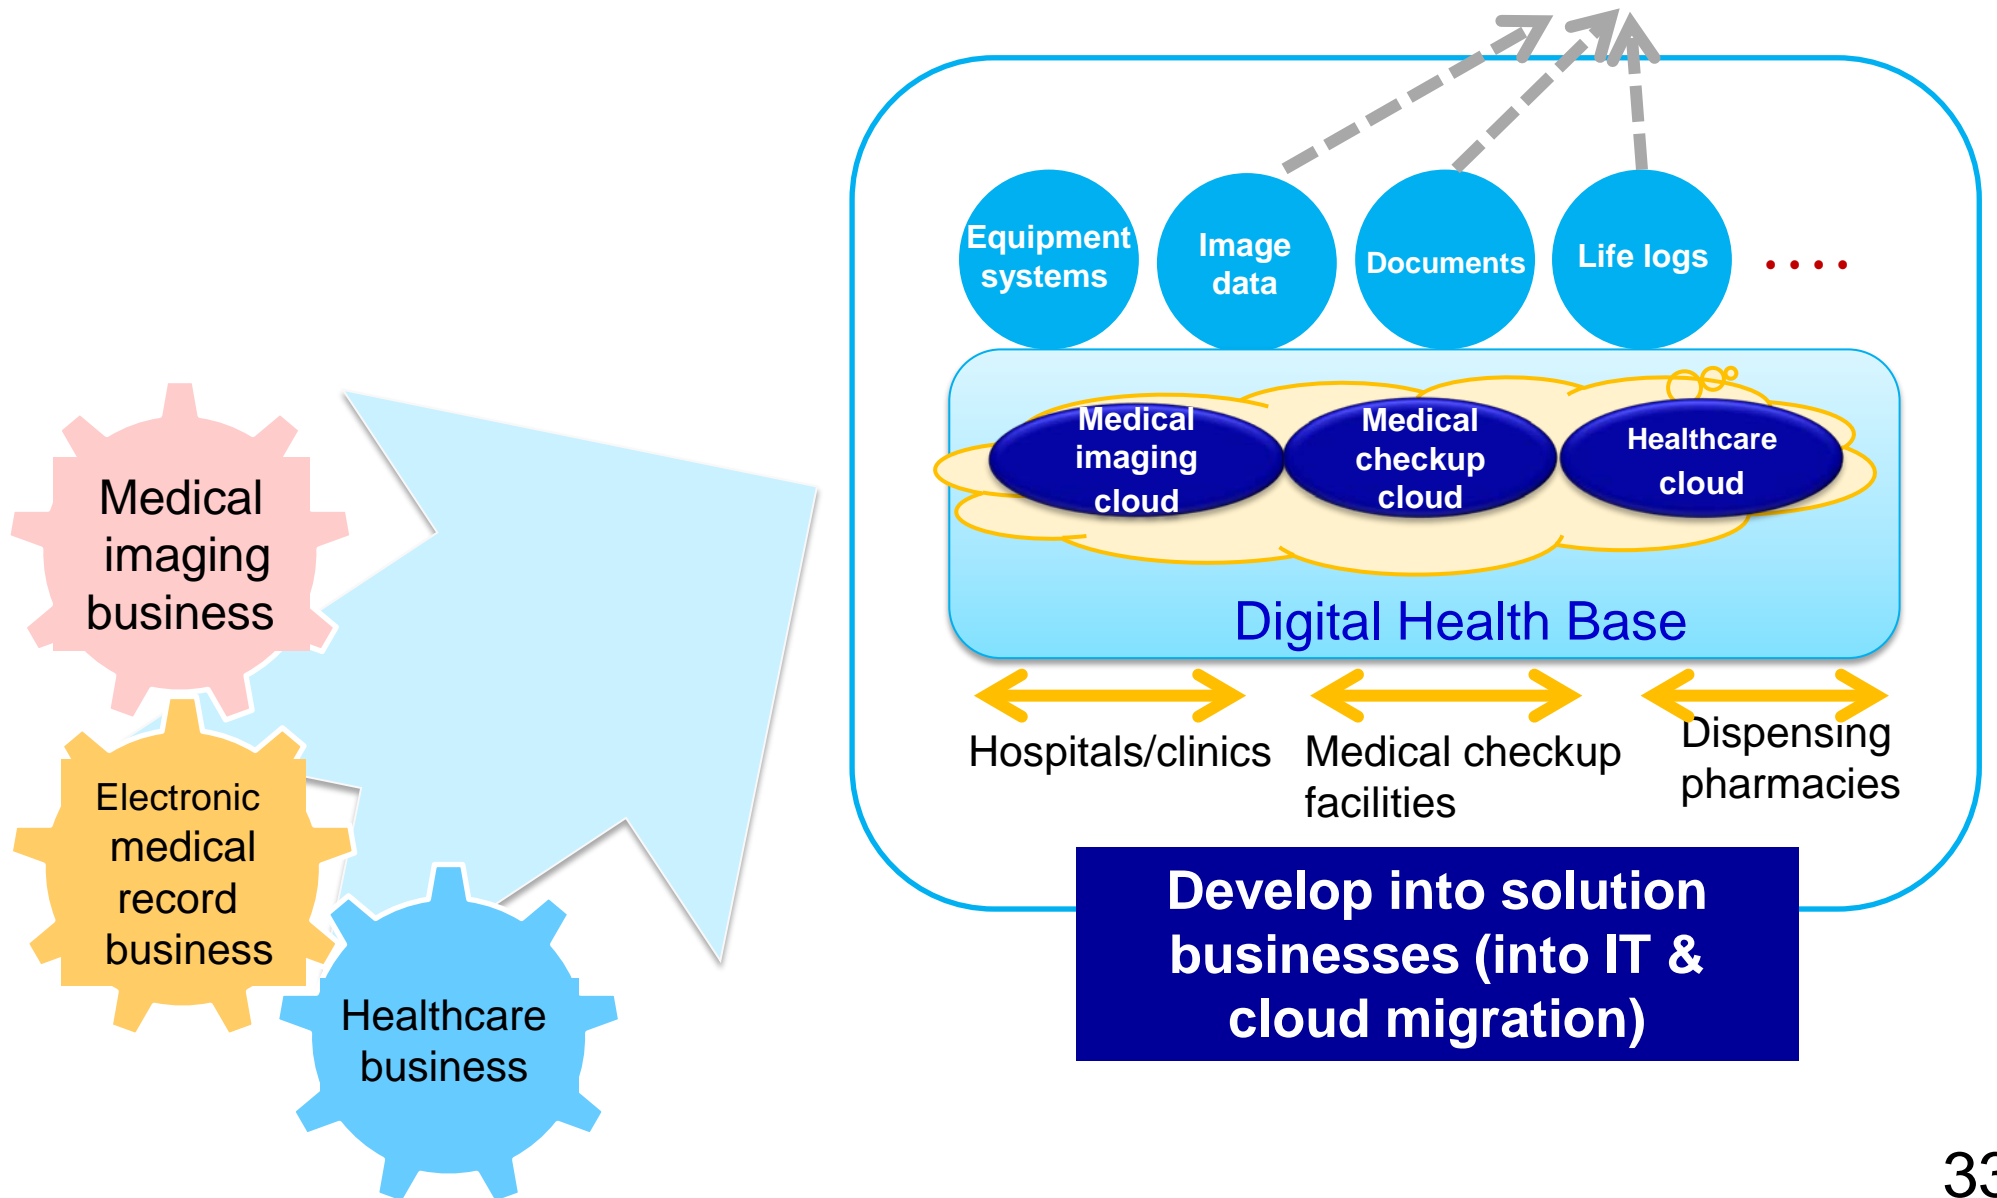 Equipment
systems
Image
data
Documents
Life logs
....
Medical
imaging
cloud
Medical
checkup
cloud
Healthcare
cloud
Digital Health Base
Hospitals/clinics
Medical checkup
facilities
Dispensing
pharmacies
Develop into solution
businesses (into IT &
cloud migration)
Medical
imaging
business
Electronic
medical
record
business
Healthcare
business
33